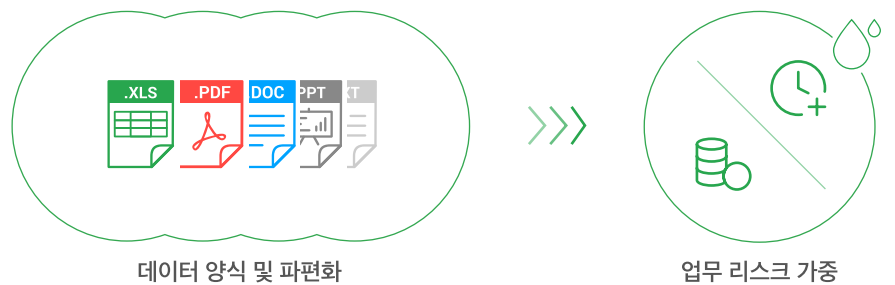 .XLS
.PDF
DOC
PPT
XT
데이터 양식 및 파편화
업무 리스크 가중